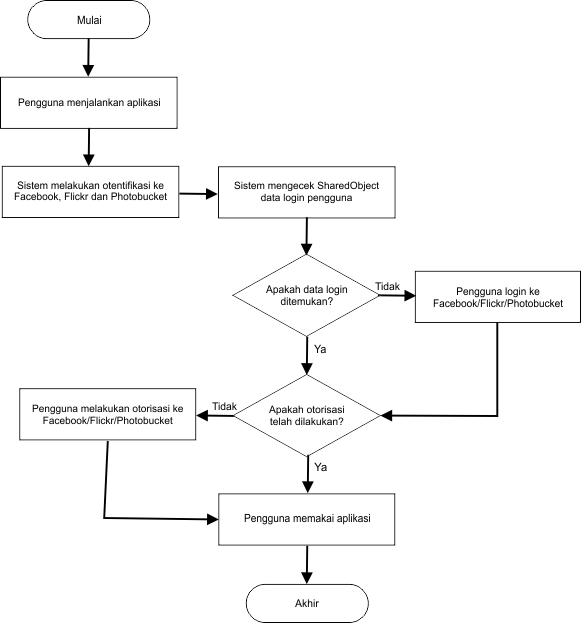 Mulai
Pengguna menjalankan aplikasi
Sistem melakukan otentifikasi ke
Facebook, Flickr dan Photobucket
Sistem mengecek SharedObject
data login pengguna
Apakah data login
ditemukan?
Tidak
Pengguna login ke
Facebook/Flickr/Photobucket
Ya
Apakah otorisasi
telah dilakukan?
Tidak
Pengguna melakukan otorisasi ke
Facebook/Flickr/Photobucket
Ya
Pengguna memakai aplikasi
Akhir